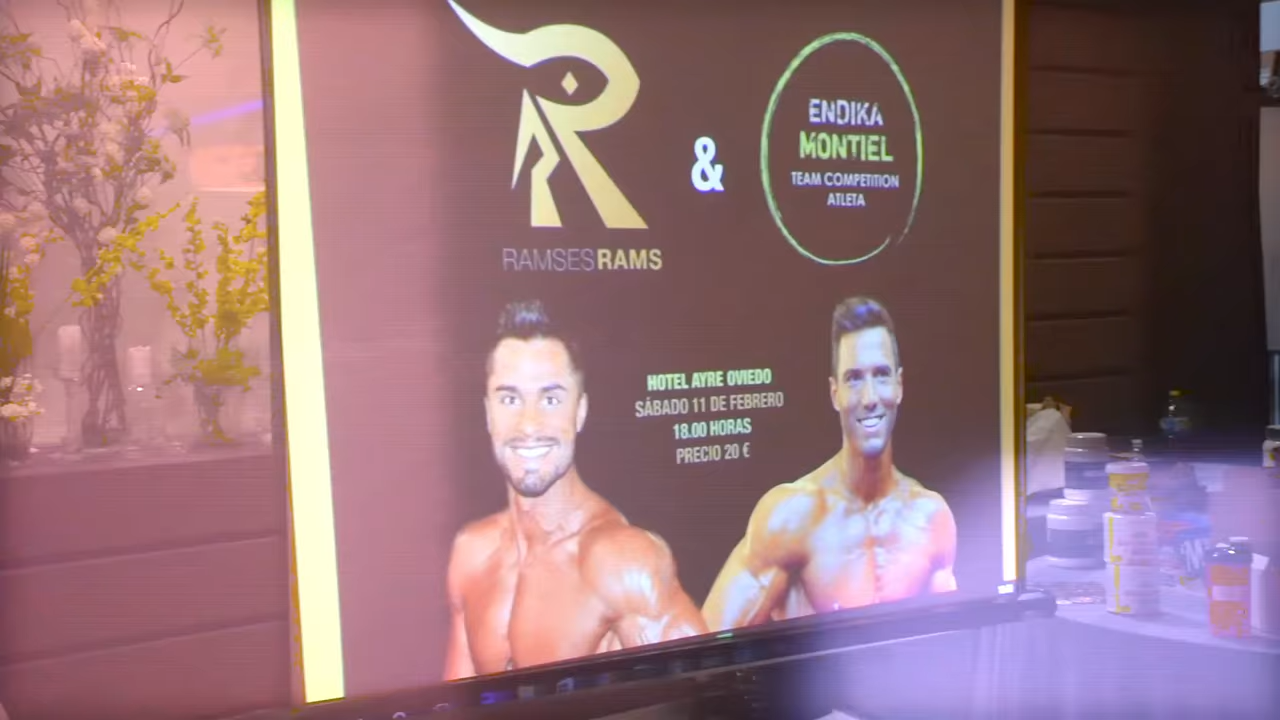 RAMSESRAMS
&
ENDIKA
MONTIEL
TEAM COMPETITION
ATLETA
HOTEL AYRE OVIEDO
SÁBADO 11 DE FEBRERO
18.00 HORAS
PRECIO 20 €